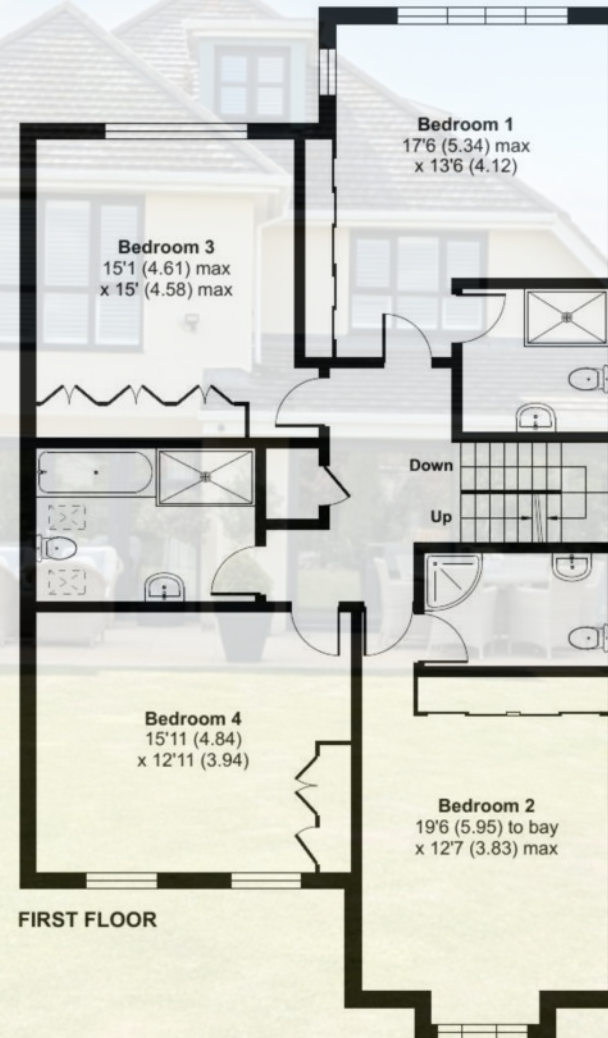 Bedroom 1
17'6 (5.34) max
x 13'6 (4.12)
Bedroom 3
15'1 (4.61) max
x 15' (4.58) max
Down
Up
Bedroom 4
15'11 (4.84)
x 12'11 (3.94)
Bedroom 2
19'6 (5.95) to bay
x 12'7 (3.83) max
FIRST FLOOR